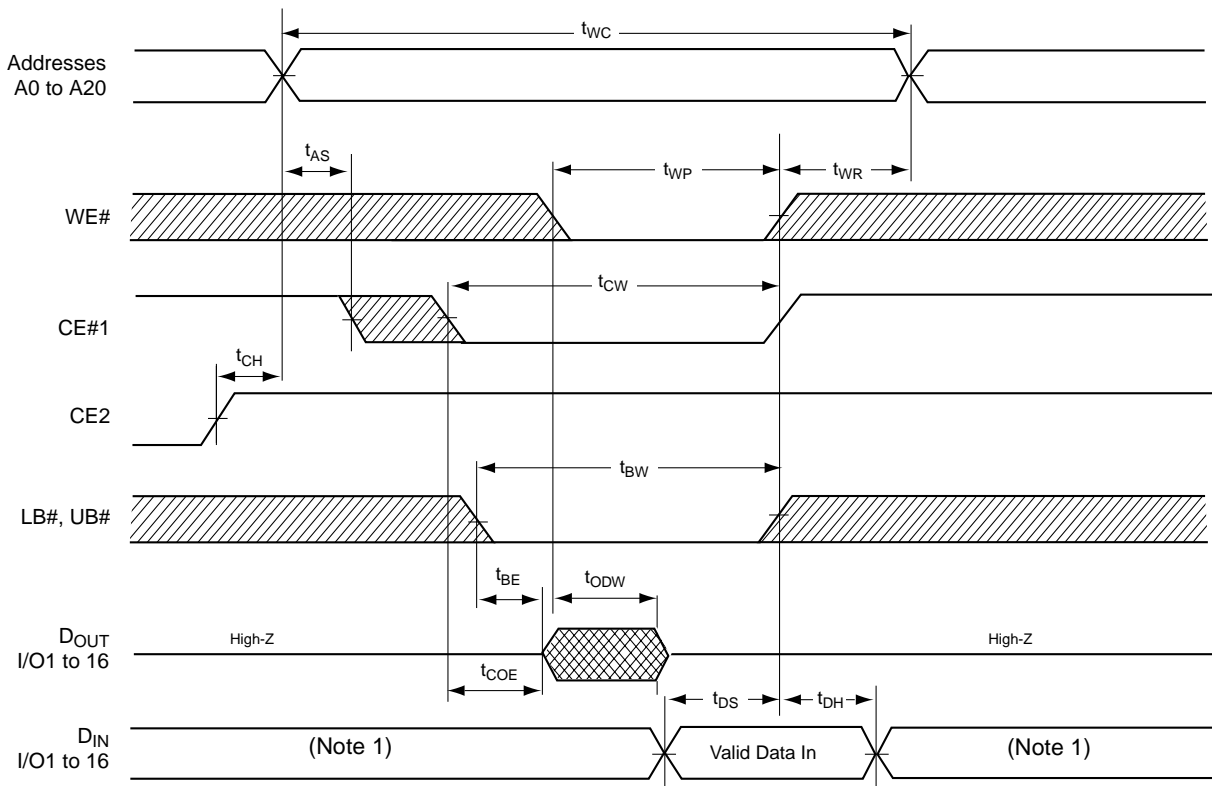 tWC
Addresses
A0 to A20
tAS
tWP
tWR
WE#
tCW
CE#1
tCH
CE2
tBW
LB#, UB#
tBE
tODW
DOUT
I/O1 to 16
High-Z
High-Z
tCOE
tDS
tDH
DIN
I/O1 to 16
(Note 1)
Valid Data In
(Note 1)